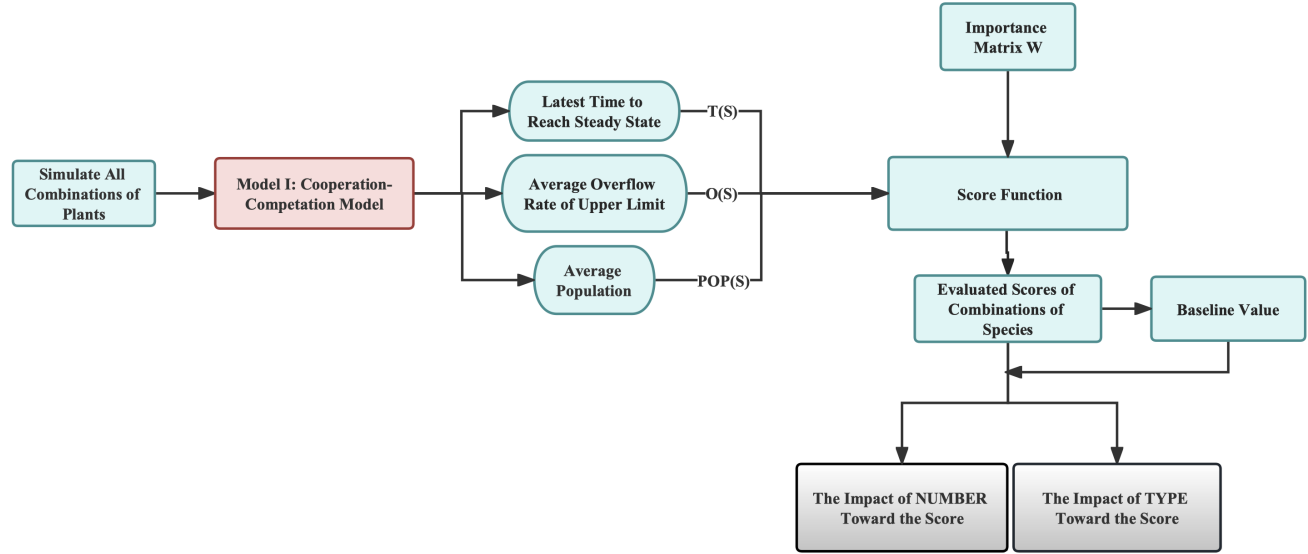 Importance
Matrix W
Latest Time to
Reach Steady State
T(S)
Simulate All
Combinations of
Plants
Model I: Cooperation-
Competation Model
Average Overflow
Rate of Upper Limit
O(S)
Score Function
Average
Population
POP(S)
Evaluated Scores of
Combinations of
Species
Baseline Value
The Impact of NUMBER
Toward the Score
The Impact of TYPE
Toward the Score